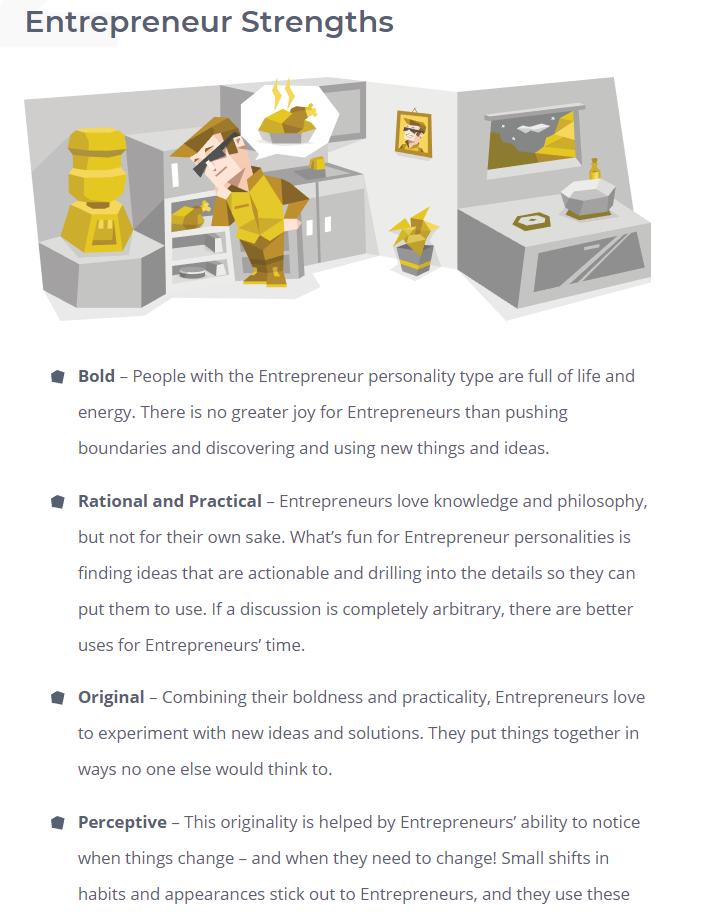 Entrepreneur Strengths
Bold – People with the Entrepreneur personality type are full of life and
energy. There is no greater joy for Entrepreneurs than pushing
boundaries and discovering and using new things and ideas.
Rational and Practical – Entrepreneurs love knowledge and philosophy,
but not for their own sake. What’s fun for Entrepreneur personalities is
finding ideas that are actionable and drilling into the details so they can
put them to use. If a discussion is completely arbitrary, there are better
uses for Entrepreneurs’ time.
Original – Combining their boldness and practicality, Entrepreneurs love
to experiment with new ideas and solutions. They put things together in
ways no one else would think to.
Perceptive – This originality is helped by Entrepreneurs’ ability to notice
when things change – and when they need to change! Small shifts in
habits and appearances stick out to Entrepreneurs, and they use these